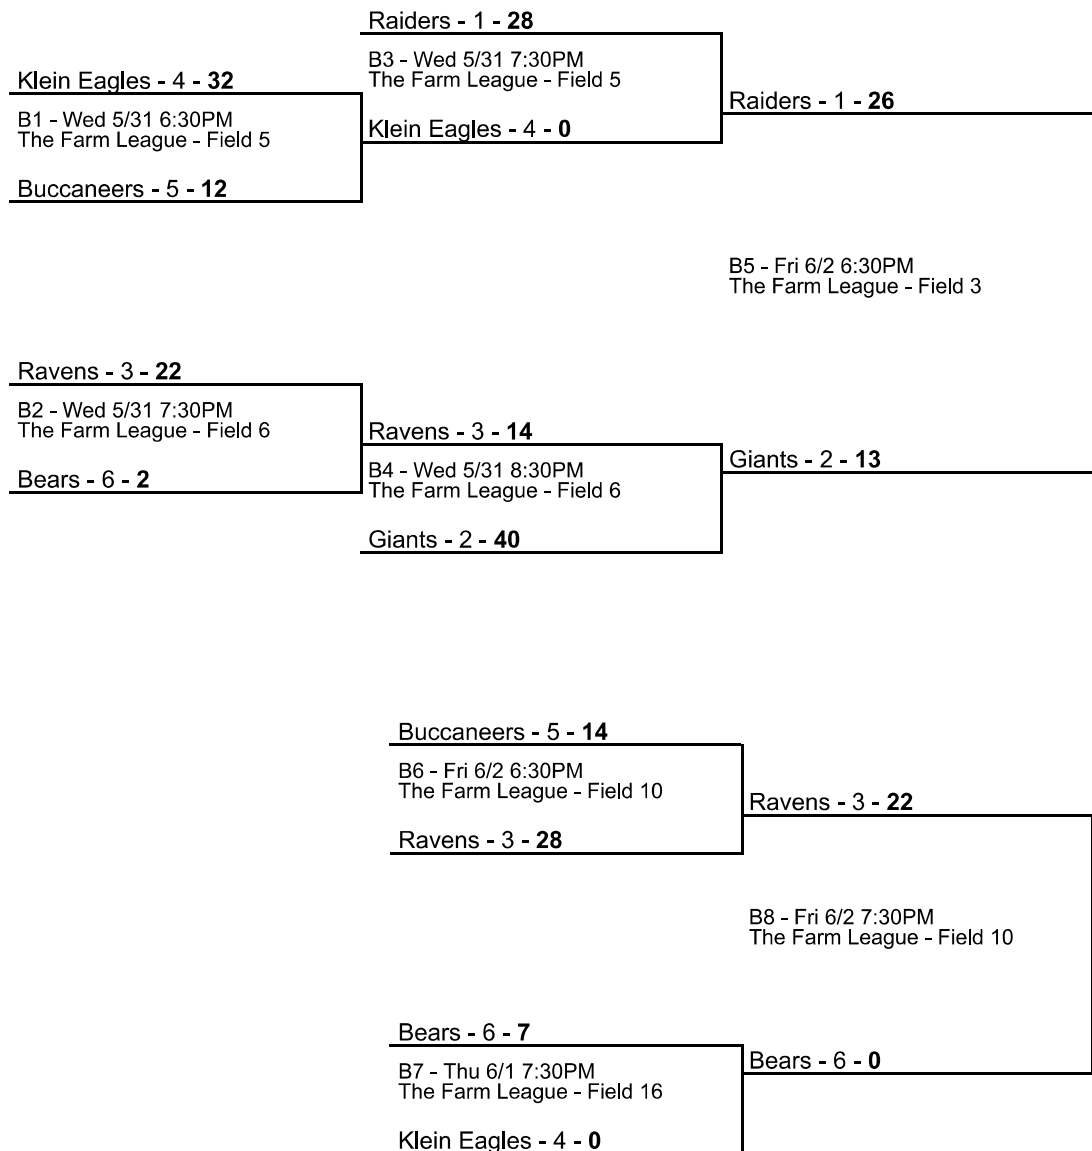 Raiders - 1 - 28
B3 - Wed 5/31 7:30PM
The Farm League - Field 5
Klein Eagles - 4 - 32
B1 - Wed 5/31 6:30PM
The Farm League - Field 5
Raiders - 1 - 26
Klein Eagles - 4 - 0
Buccaneers - 5 - 12
B5 - Fri 6/2 6:30PM
The Farm League - Field 3
Ravens - 3 - 22
B2 - Wed 5/31 7:30PM
The Farm League - Field 6
Ravens - 3 - 14
Bears - 6 - 2
B4 - Wed 5/31 8:30PM
The Farm League - Field 6
Giants - 2 - 13
Giants - 2 - 40
Buccaneers - 5 - 14
B6 - Fri 6/2 6:30PM
The Farm League - Field 10
Ravens - 3 - 22
Ravens - 3 - 28
B8 - Fri 6/2 7:30PM
The Farm League - Field 10
Bears - 6 - 7
B7 - Thu 6/1 7:30PM
The Farm League - Field 16
Bears - 6 - 0
Klein Eagles - 4 - 0